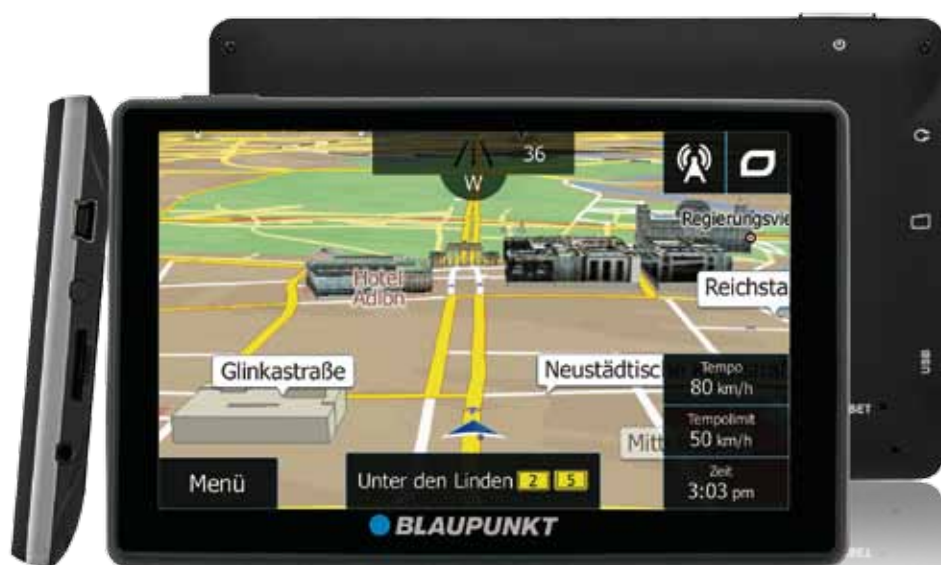 36
W
Regierungsvie
Hotel
Adlon
Reichsta
Glinkastraße
Neustädtisc
Tempo
80 km/h
Tempolimit
50 km/h
Mitt
Menü
Unter den Linden 2 5
Zeit
3:03 pm
BLAUPUNKT
USB
SET